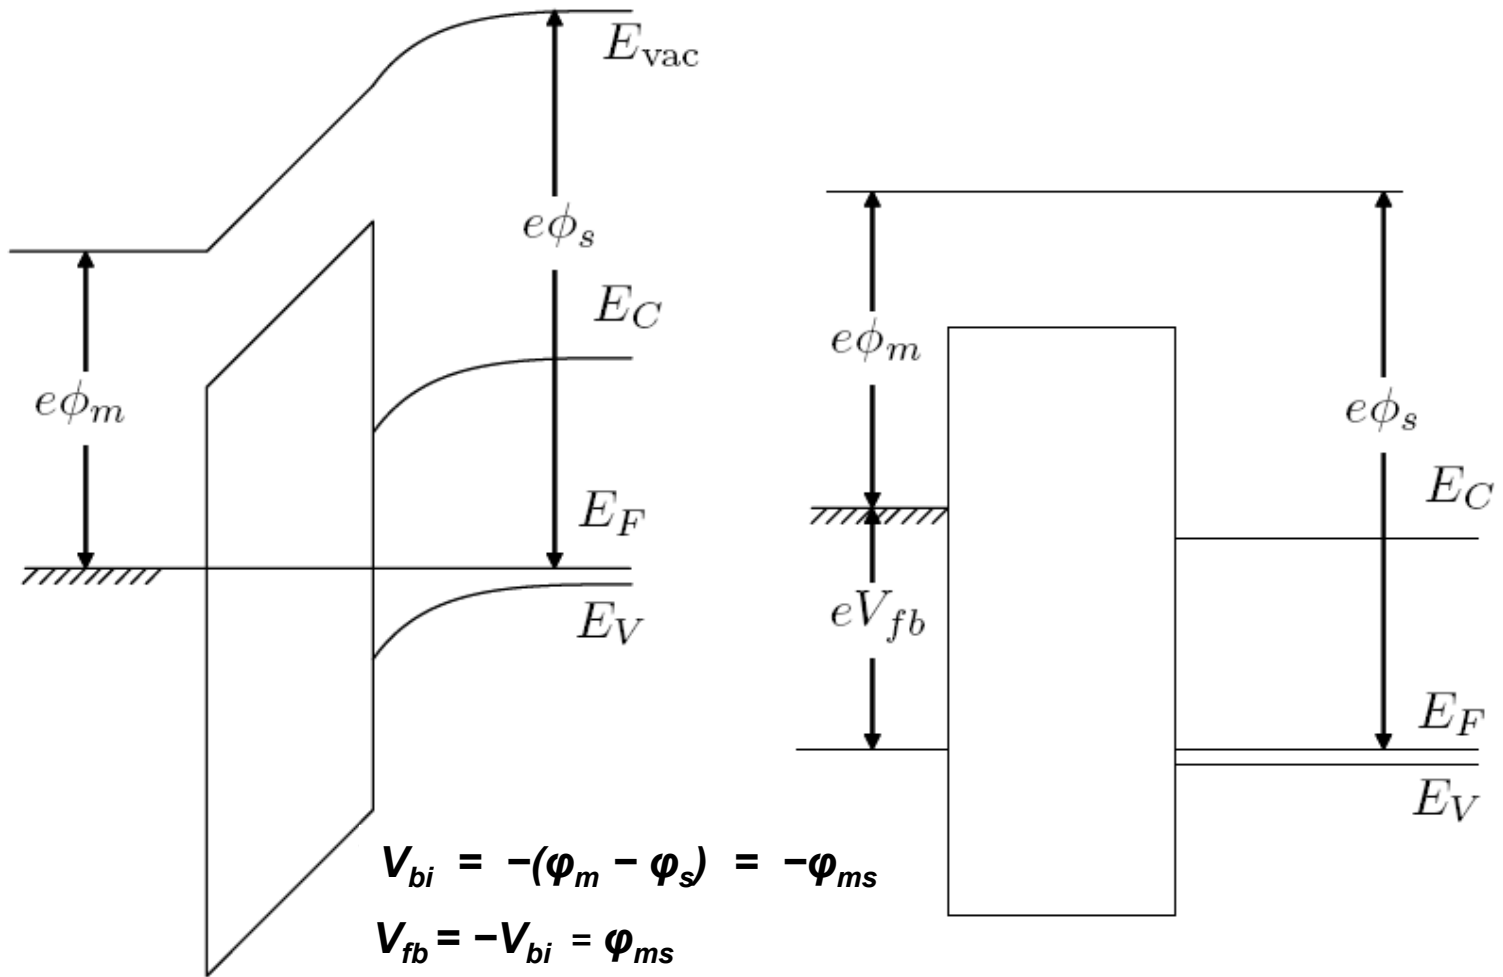 E_vac
eφ_s
E_C
eφ_m
E_F
E_V
eφ_m
eφ_s
E_C
eV_fb
E_F
E_V
V_bi = −(φ_m − φ_s) = −φ_ms
V_fb = −V_bi = φ_ms